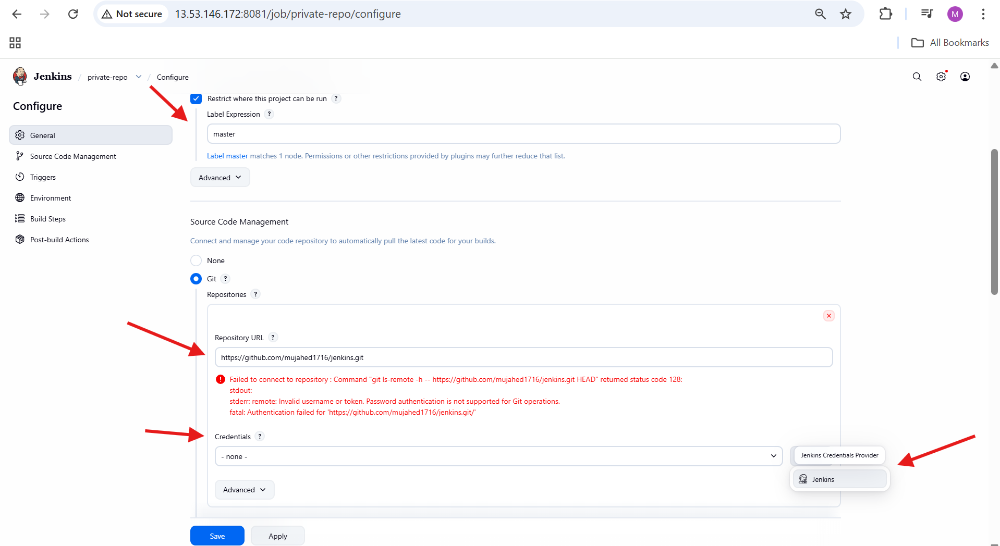 Not secure 13.53.146.172:8081/job/private-repo/configure
M
All Bookmarks
Jenkins / private-repo / Configure
Configure
General
Source Code Management
Triggers
Environment
Build Steps
Post-build Actions
Restrict where this project can be run ?
Label Expression ?
master
Label master matches 1 node. Permissions or other restrictions provided by plugins may further reduce that list.
Advanced
Source Code Management
Connect and manage your code repository to automatically pull the latest code for your builds.
None
Git ?
Repositories ?
Repository URL ?
https://github.com/mujahed1716/jenkins.git
Failed to connect to repository : Command "git ls-remote -h -- https://github.com/mujahed1716/jenkins.git HEAD" returned status code 128:
stdout:
stderr: remote: Invalid username or token. Password authentication is not supported for Git operations.
fatal: Authentication failed for 'https://github.com/mujahed1716/jenkins.git/'
Credentials ?
- none -
Jenkins Credentials Provider
Jenkins
Advanced
Save
Apply